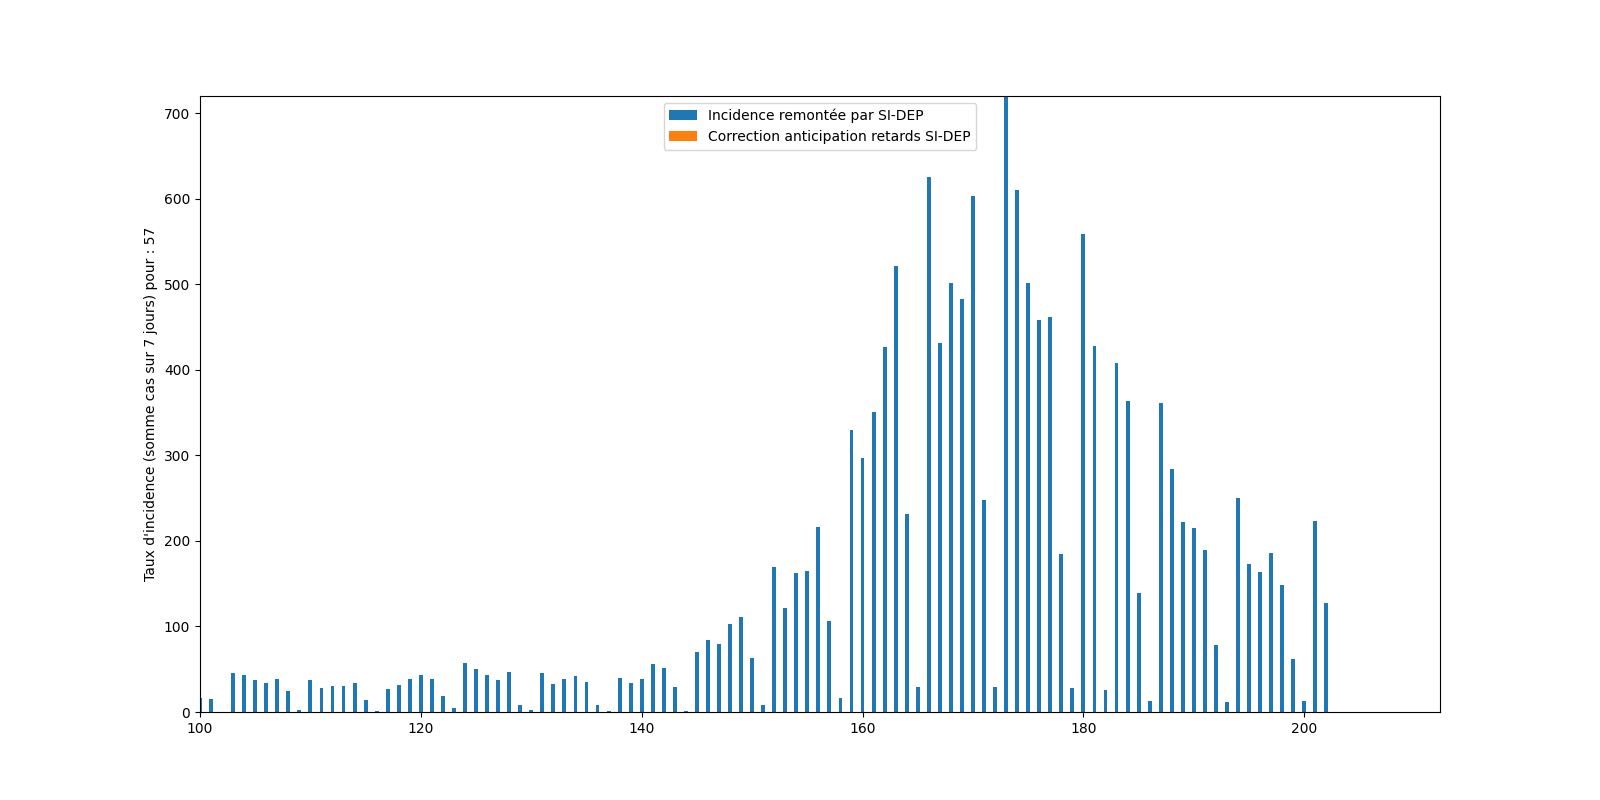 Incidence remontée par SI-DEP
Correction anticipation retards SI-DEP
Taux d'incidence (somme cas sur 7 jours) pour : 57
700
600
500
400
300
200
100
0
100 120 140 160 180 200